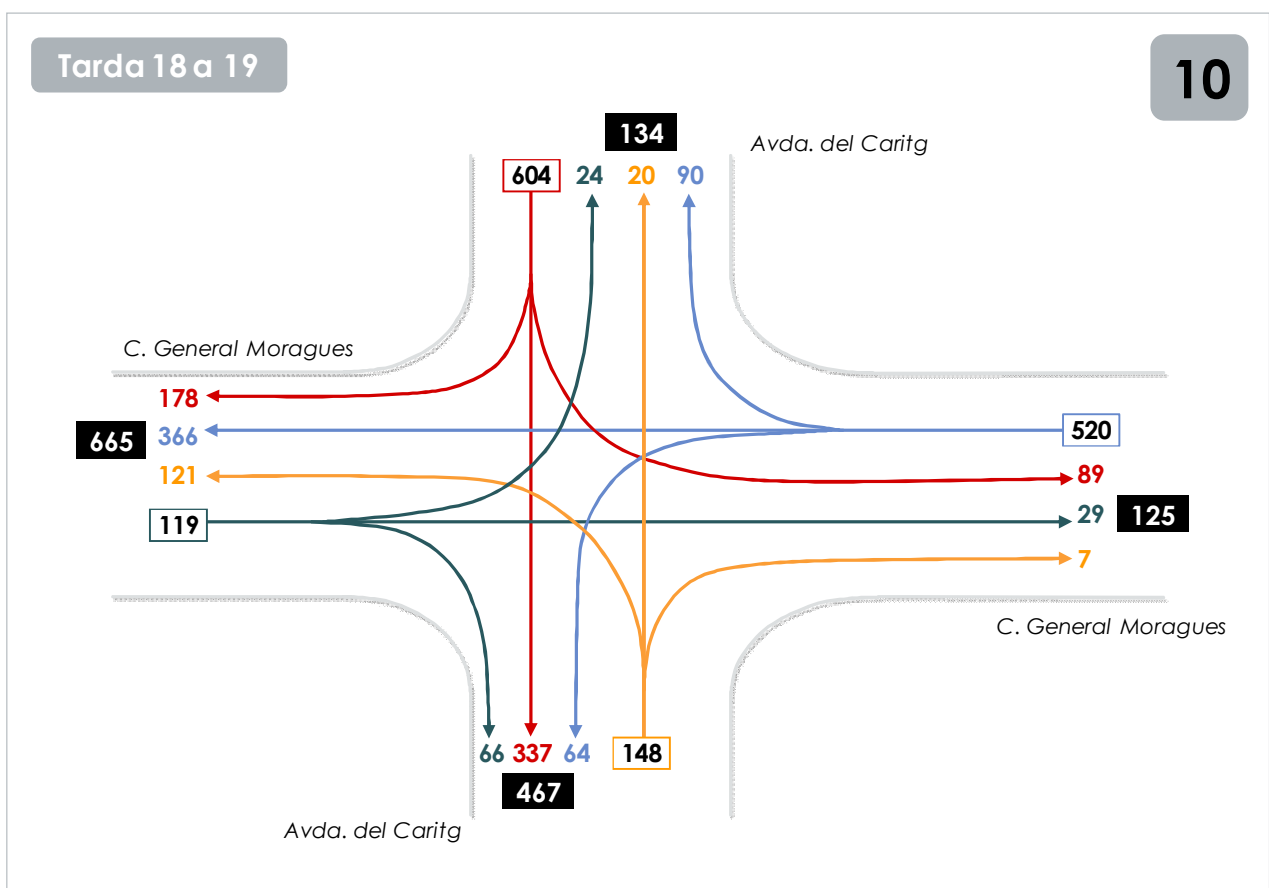 Tarda 18 a 19
10
134
Avda. del Caritg
604 24 20 90
C. General Moragues
178
665 366
121
119
520
89
29 125
7
C. General Moragues
66 337 64 148
467
Avda. del Caritg